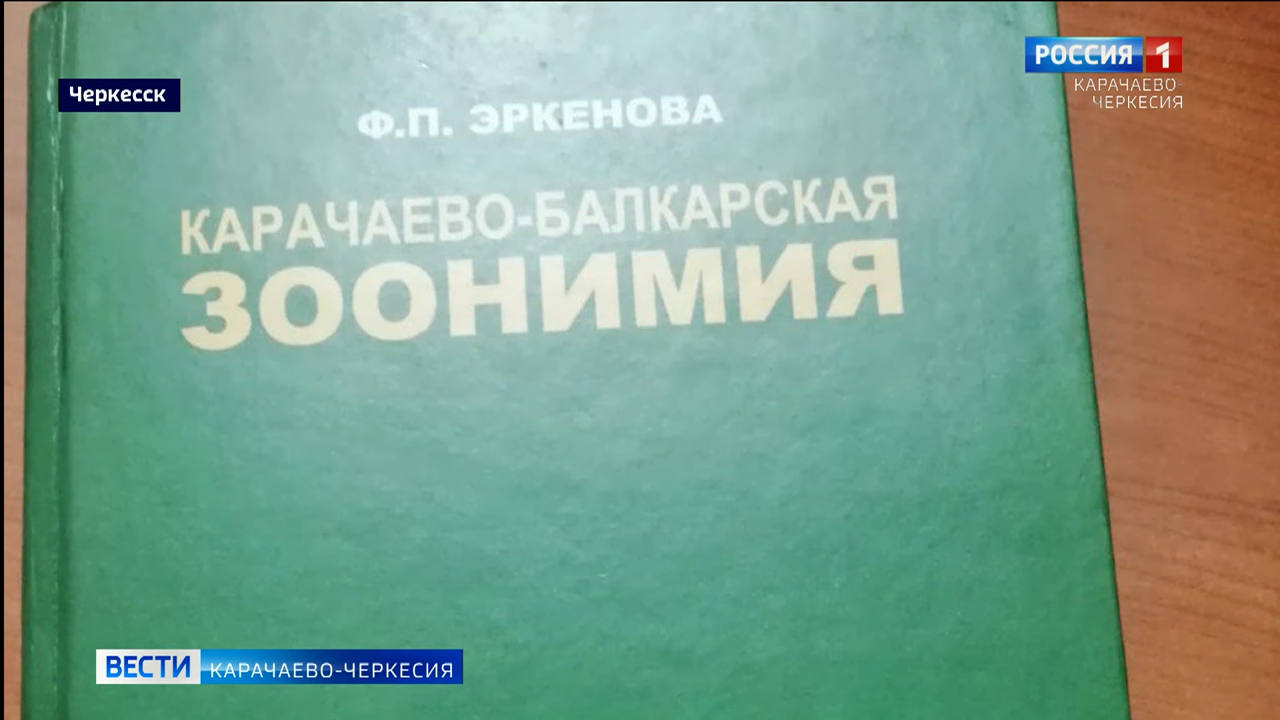 РОССИЯ 1
КАРАЧАЕВО-
ЧЕРКЕСИЯ
Черкесск
Ф.П. ЭРКЕНОВА
КАРАЧАЕВО-БАЛКАРСКАЯ
ЗООНИМИЯ
ВЕСТИ КАРАЧАЕВО-ЧЕРКЕСИЯ